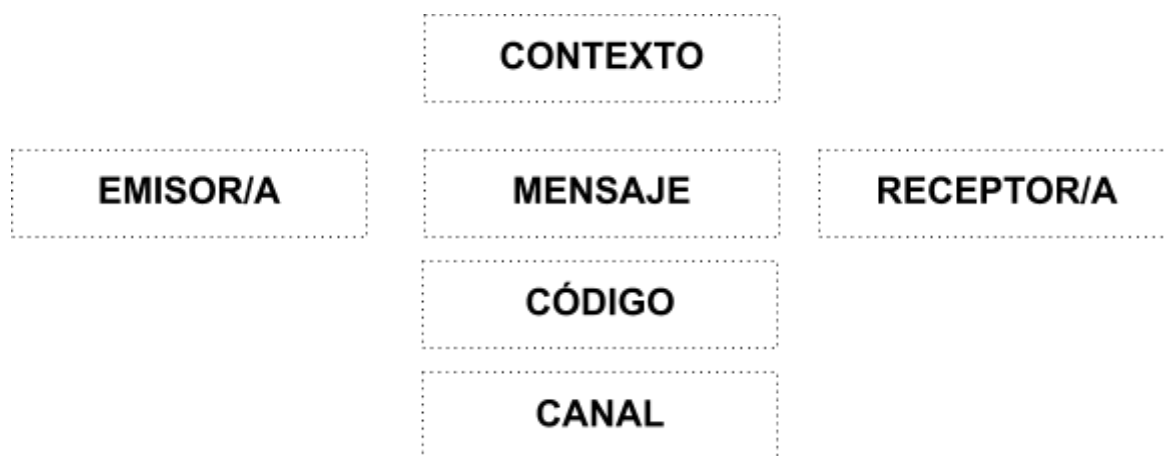 CONTEXTO
EMISOR/A
MENSAJE
RECEPTOR/A
CÓDIGO
CANAL